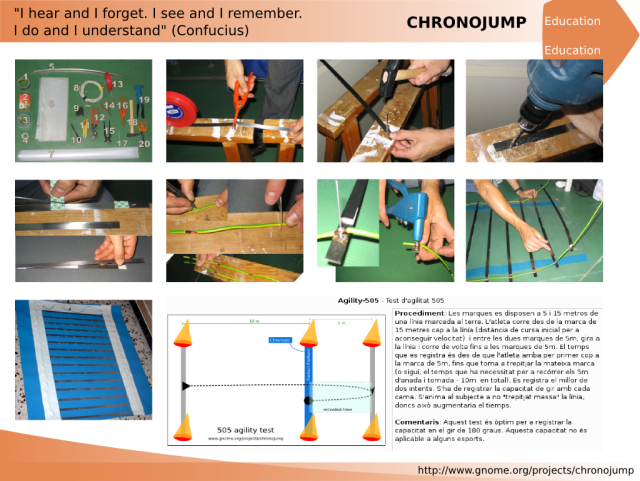 "I hear and I forget. I see and I remember.
I do and I understand" (Confucius)
CHRONOJUMP
Education
Education
1
5
8
13
19
9
14
16
3
12
18
4
10
15
7
17
20
Agility-505 - Test d'agilitat 505
10 m
5 m
recorded time
505 agility test
www.gnome.org/projects/chronojump
Procediment: Les marques es disposen a 5 i 15 metros de
una línia marcada al terra. L'atleta corre des de la marca de
15 metres cap a la línia (distància de cursa inicial per a
aconseguir velocitat) i entre les dues marques de 5m, gira a
la línia i corre de volta fins a les marques de 5m. El temps
que es registra és des de que l'atleta arriba per primer cop a
la marca de 5m, fins que torna a trepitjar la mateixa marca
(o sigui, el temps que ha necessitat per a recórrer els 5m
d'anada i tornada - 10m en total). Es registra el millor de
dos intents. S'ha de registrar la capacitat de gir amb cada
cama. S'anima al subjecte a no "trepitjat massa" la línia,
doncs això augmentaria el tiempo.
Comentaris: Aquest test és òptim per a registrar la
capacitat en el gir de 180 graus. Aquesta capacitat no és
aplicable a alguns esports.
http://www.gnome.org/projects/chronojump